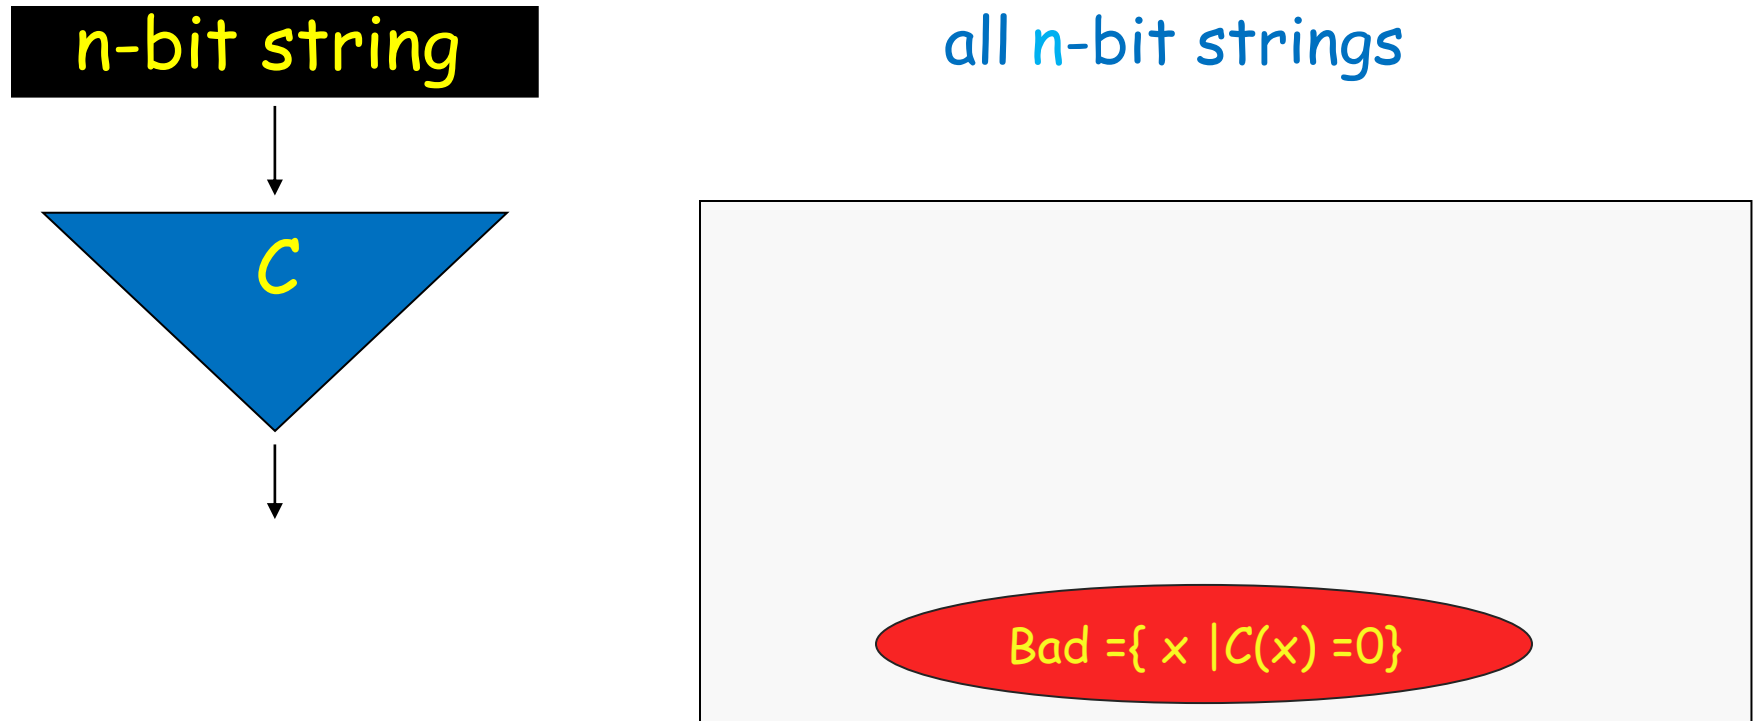 n-bit string
all n-bit strings
C
Bad ={ x |C(x) =0}